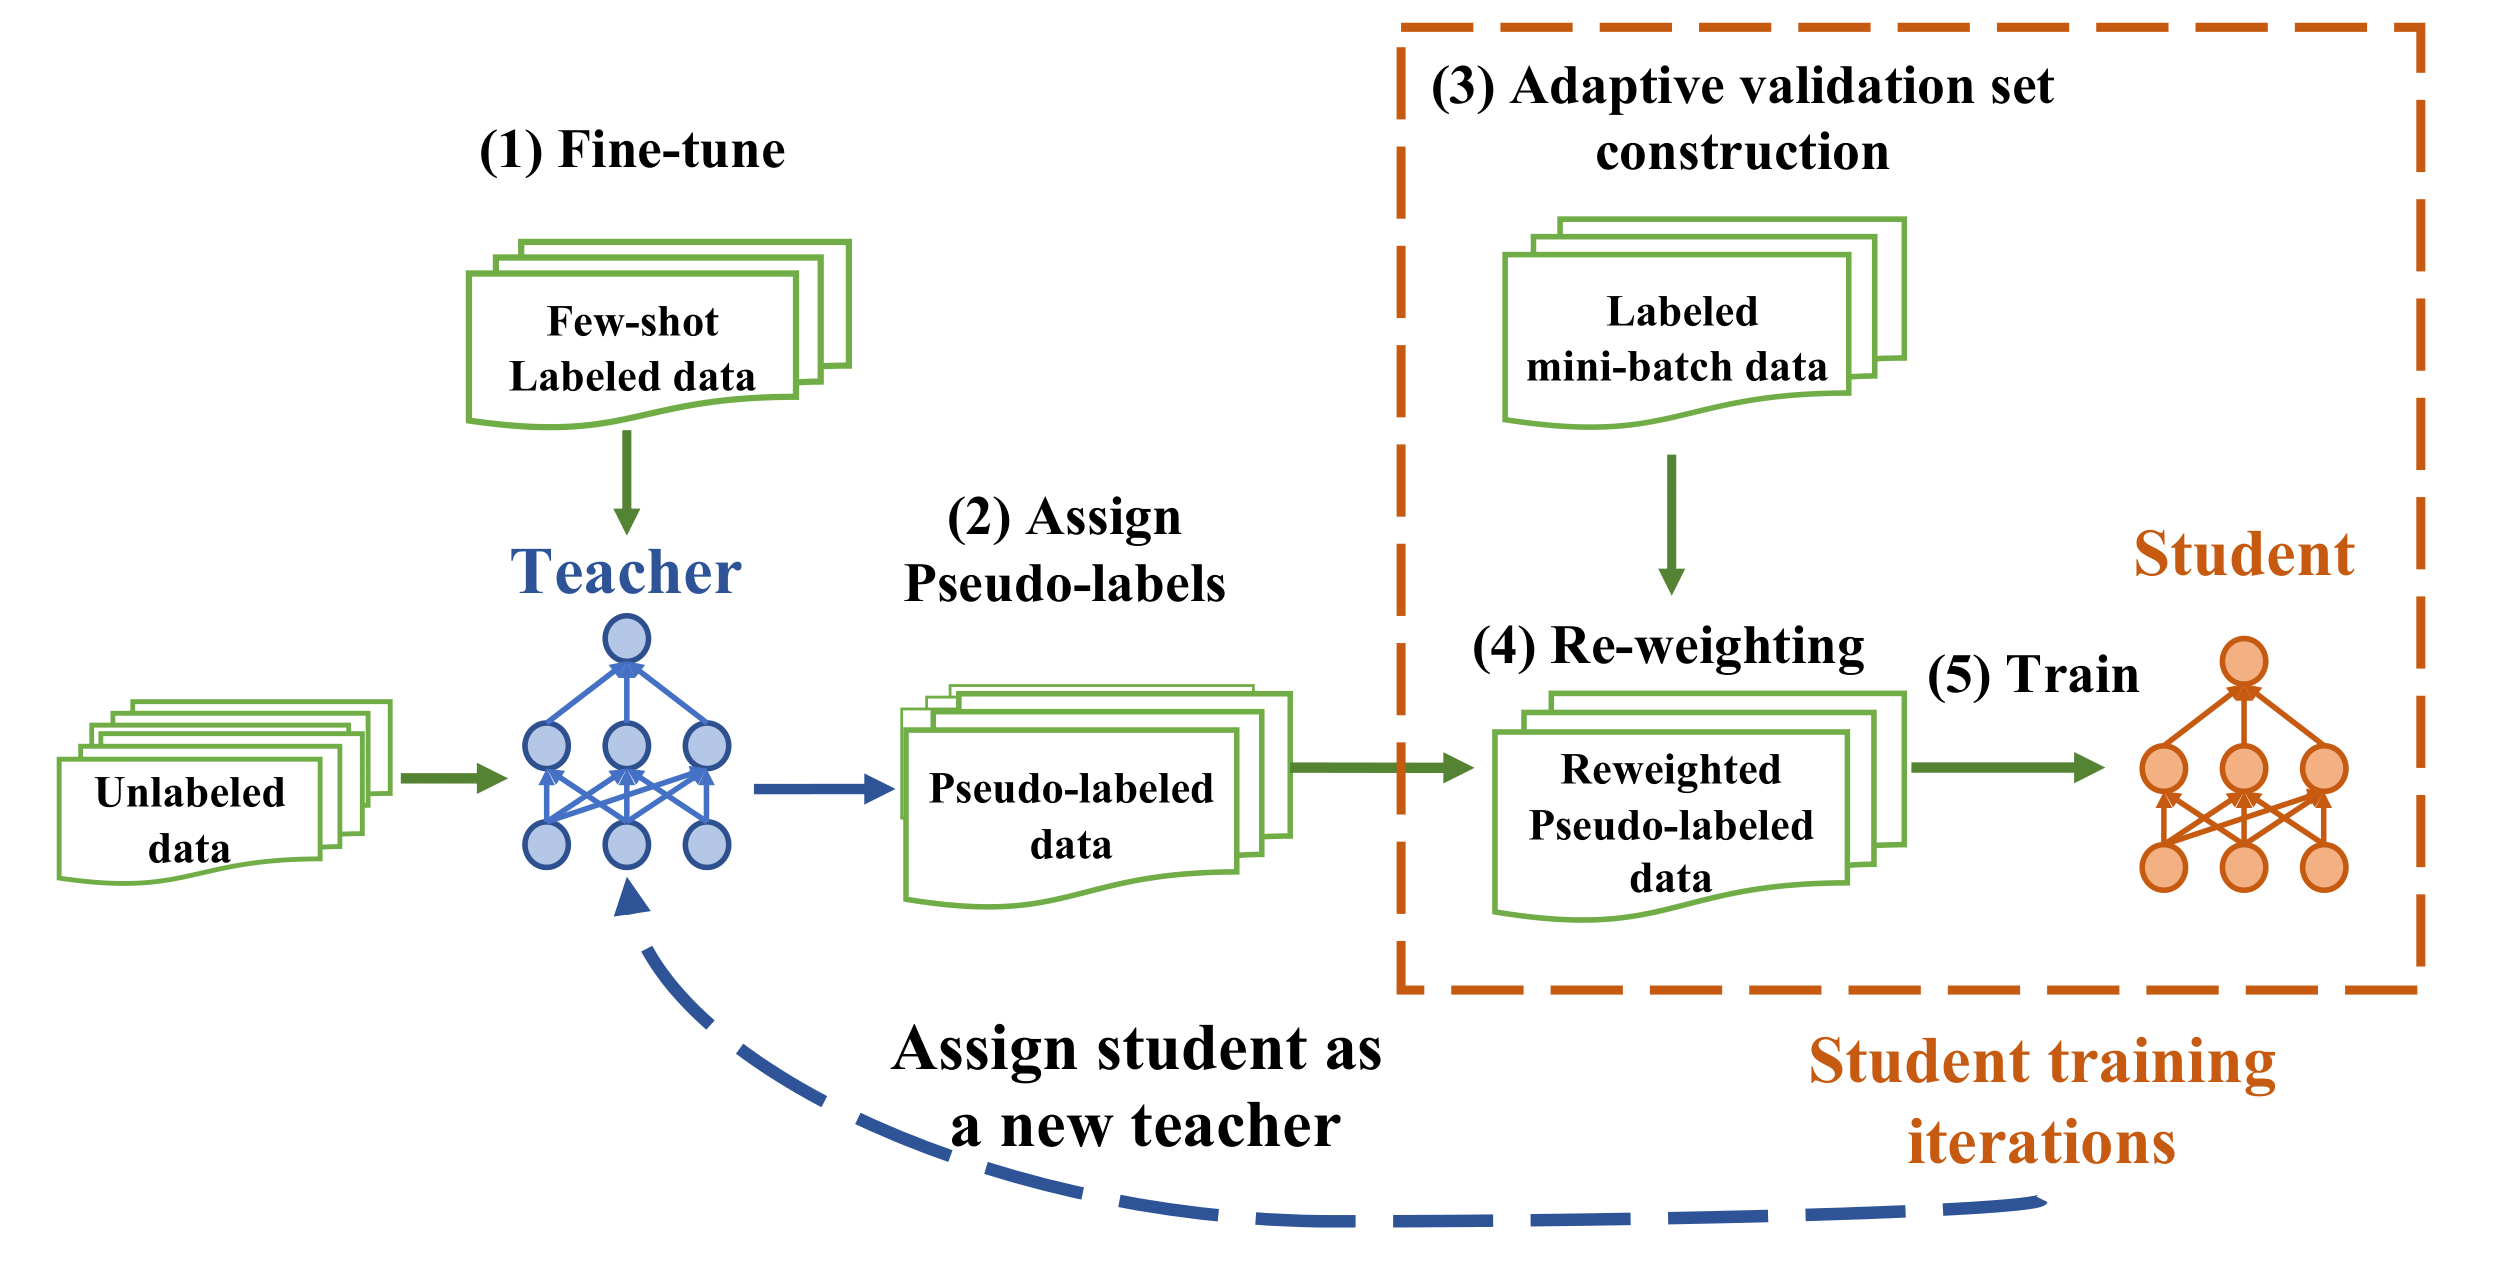 (1) Fine-tune
Few-shot
Labeled data
Teacher
Unlabeled
data
(2) Assign
Pseudo-labels
Pseudo-labeled
data
(3) Adaptive validation set
construction
Labeled
mini-batch data
(4) Re-weighting
Reweighted
Pseudo-labeled
data
(5) Train
Student
Student training
iterations
Assign student as
a new teacher